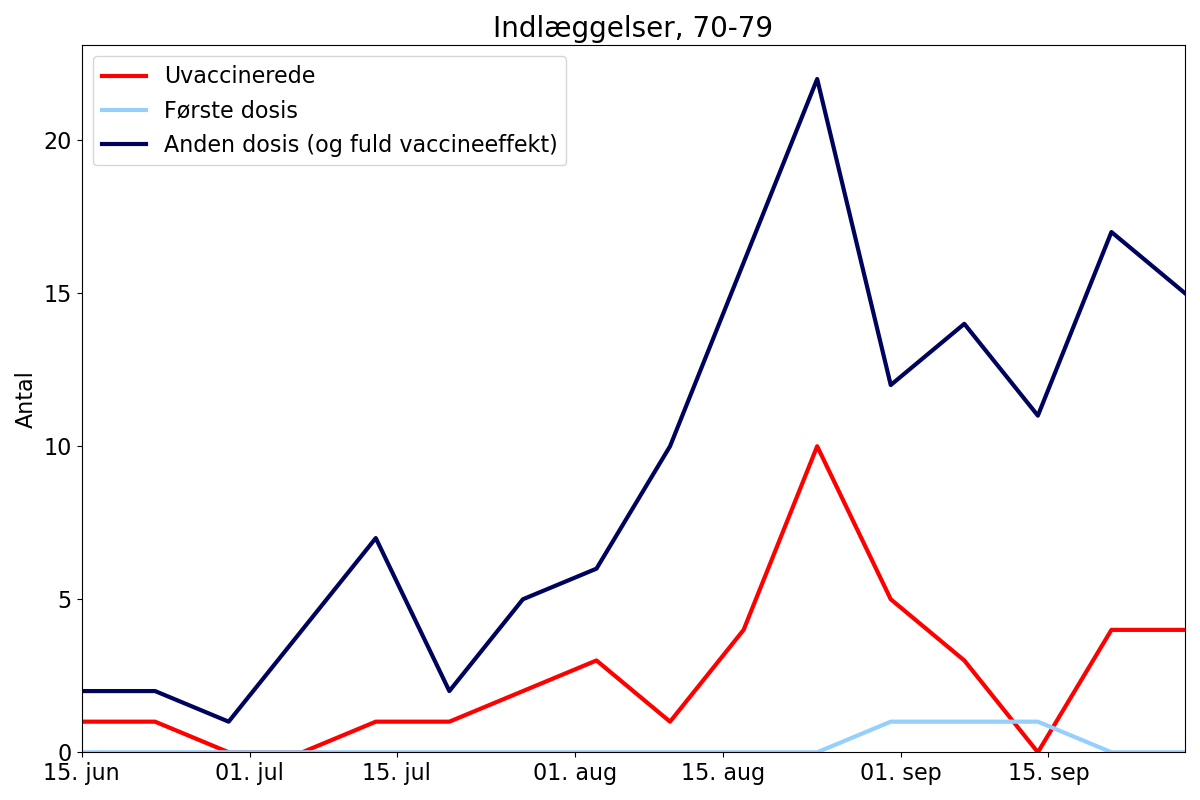 Indlæggelser, 70-79
Uvaccinerede
Første dosis
Anden dosis (og fuld vaccineeffekt)
Antal
20
15
10
5
0
15. jun 01. jul 15. jul 01. aug 15. aug 01. sep 15. sep